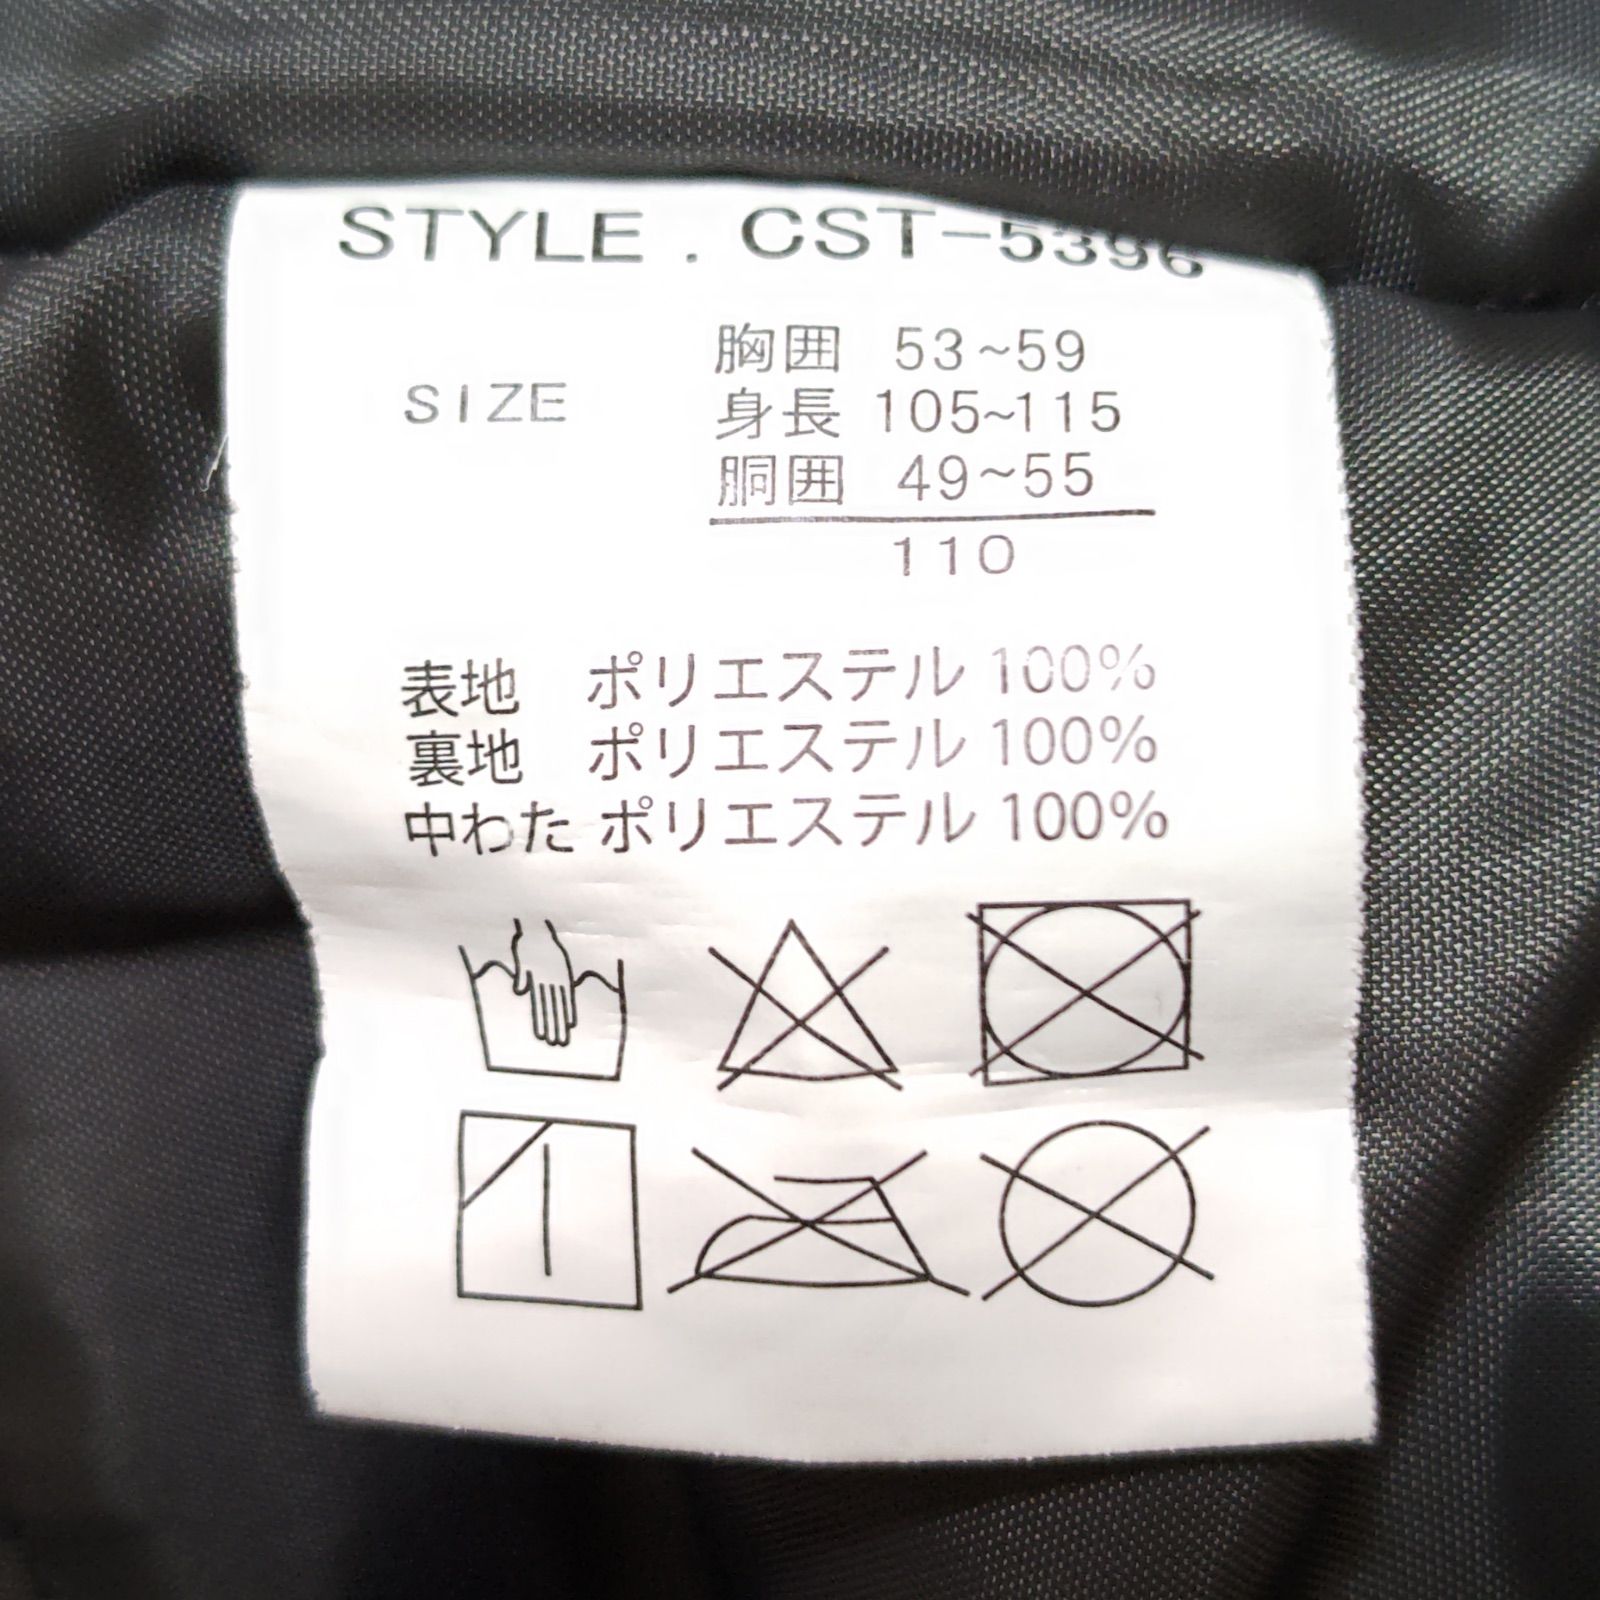 STYLE . CST-5396
胸囲 53~59
SIZE 身長 105~115
胴囲 49~55
110
表地 ポリエステル 100%
裏地 ポリエステル 100%
中わた ポリエステル 100%